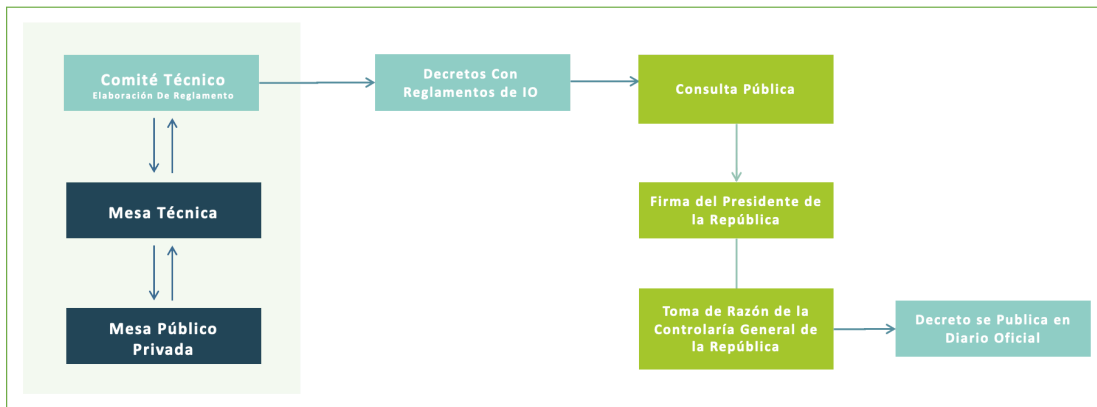 Comité Técnico
Elaboración De Reglamento
Mesa Técnica
Mesa Público
Privada
Decretos Con
Reglamentos de IO
Consulta Pública
Firma del Presidente de
la República
Toma de Razón de la
Controlaría General de
la República
Decreto se Publica en
Diario Oficial